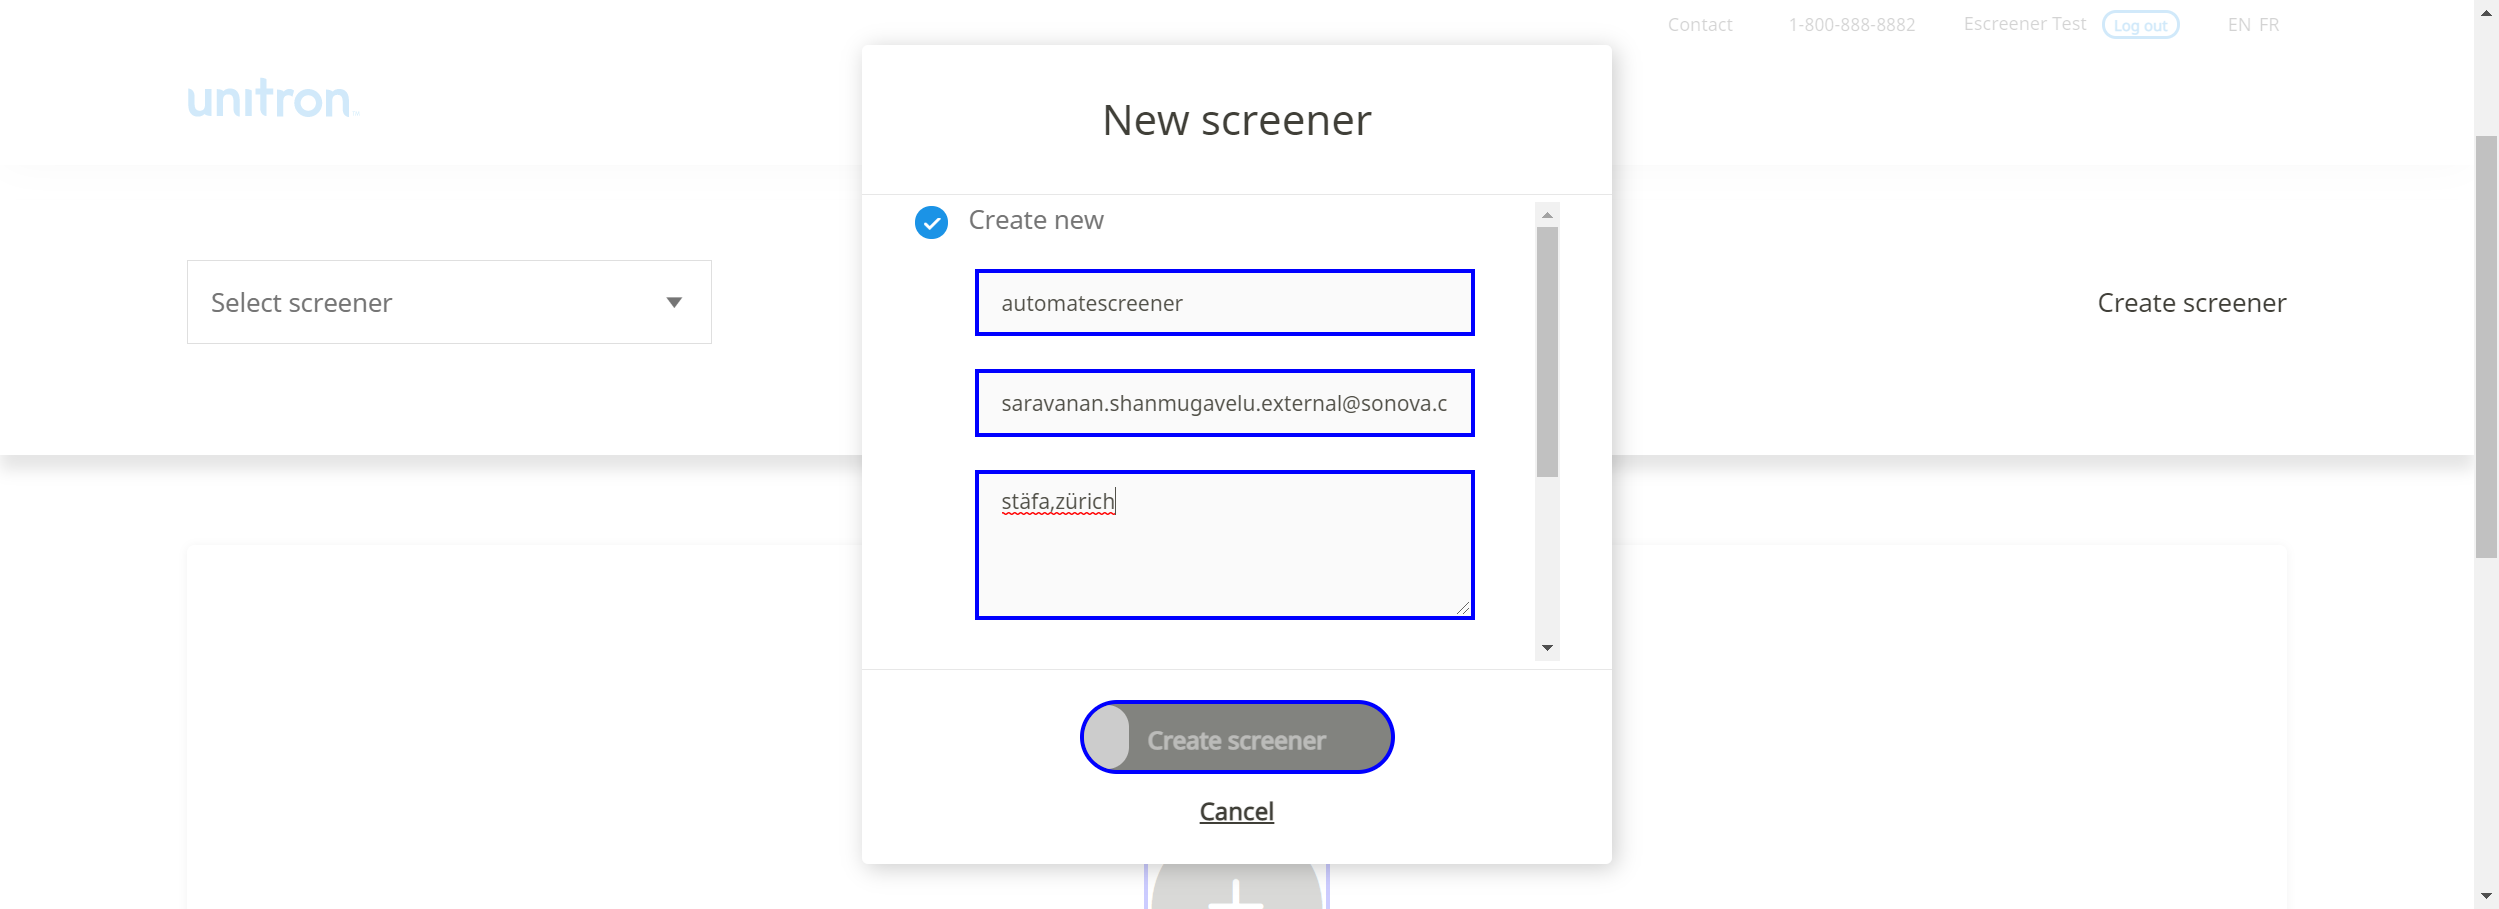 Contact 1-800-888-8882 Escreener Test Log out EN FR
unitron
New screener
Create new
automatescreener
Select screener
Create screener
saravanan.shanmugavelu.external@sonova.c
stäfa,zürich
Create screener
Cancel